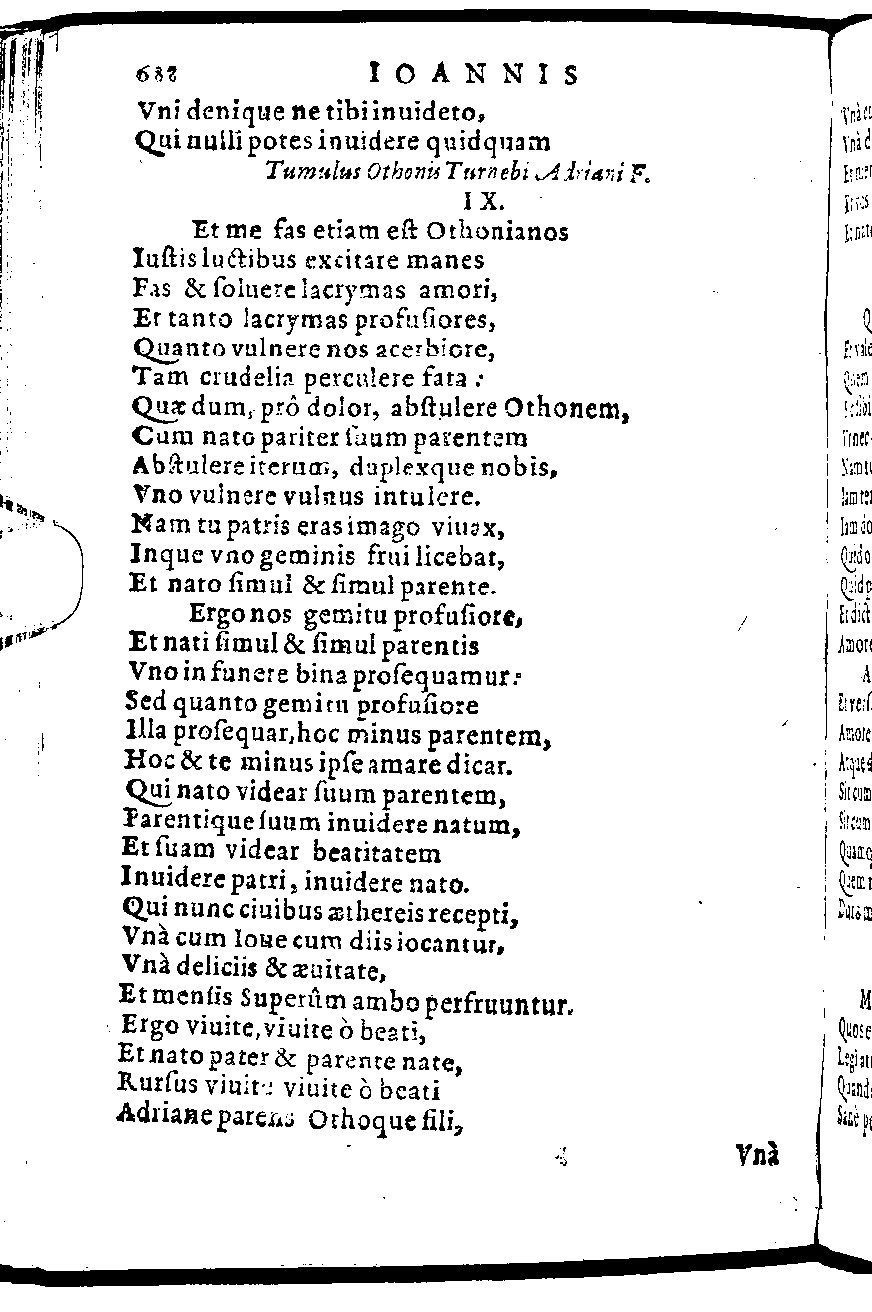 682 IOANNIS
Vni denique ne tibi inuideto,
Qui nulli potes inuidere quidquam
Tumulus Othonis Turnebi Adriani F.
IX.
Et me fas etiam est Othonianos
Iustis luctibus excitare manes
Fas & soluere lacrymas amori,
Et tanto lacrymas profusiores,
Quanto vulnere nos acerbiore,
Tam crudelia perculere fata:
Quæ dum, prô dolor, abstulere Othonem,
Cum nato pariter suum parentem
Abstulere iterum, duplexque nobis,
Vno vulnere vulnus intulere.
Nam tu patris eras imago viuax,
Inque vno geminis frui licebat,
Et nato simul & simul parente.
Ergo nos gemitu profusiore,
Et nati simul & simul parentis
Vno in funere bina prosequamur:
Sed quanto gemitu profusiore
Illa prosequar, hoc minus parentem,
Hoc & te minus ipse amare dicar.
Qui nato videar suum parentem,
Parentique suum inuidere natum,
Et suam videar beatitatem
Inuidere patri, inuidere nato.
Qui nunc ciuibus æthereis recepti,
Vnà cum Ioue cum diis iocantur,
Vnà deliciis & æuitate,
Et mensis Superûm ambo perfruuntur.
Ergo viuite, viuite ò beati,
Et nato pater & parente nate,
Rursus viuite viuite ò beati
Adriane parens Othoque fili,
Vnà